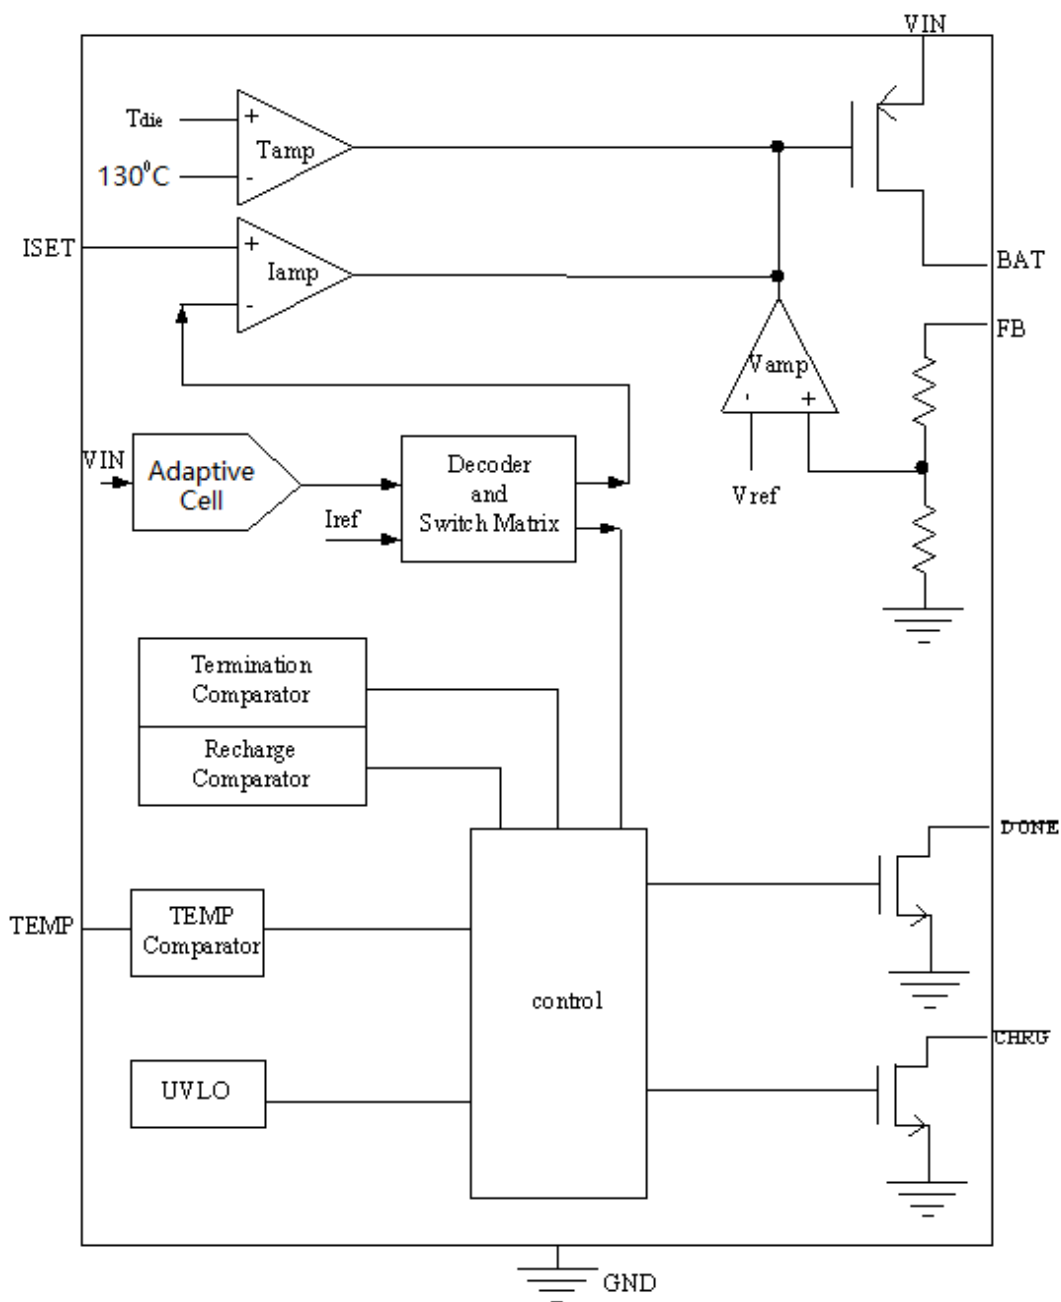 VIN
Tdie
+
Tamp
130⁰C
-
ISET
+
Iamp
-
BAT
FB
Vamp
- +
VIN
Adaptive
Cell
Decoder
and
Switch Matrix
Iref
Vref
Termination
Comparator
Recharge
Comparator
DONE
TEMP
TEMP
Comparator
control
CHRG
UVLO
GND